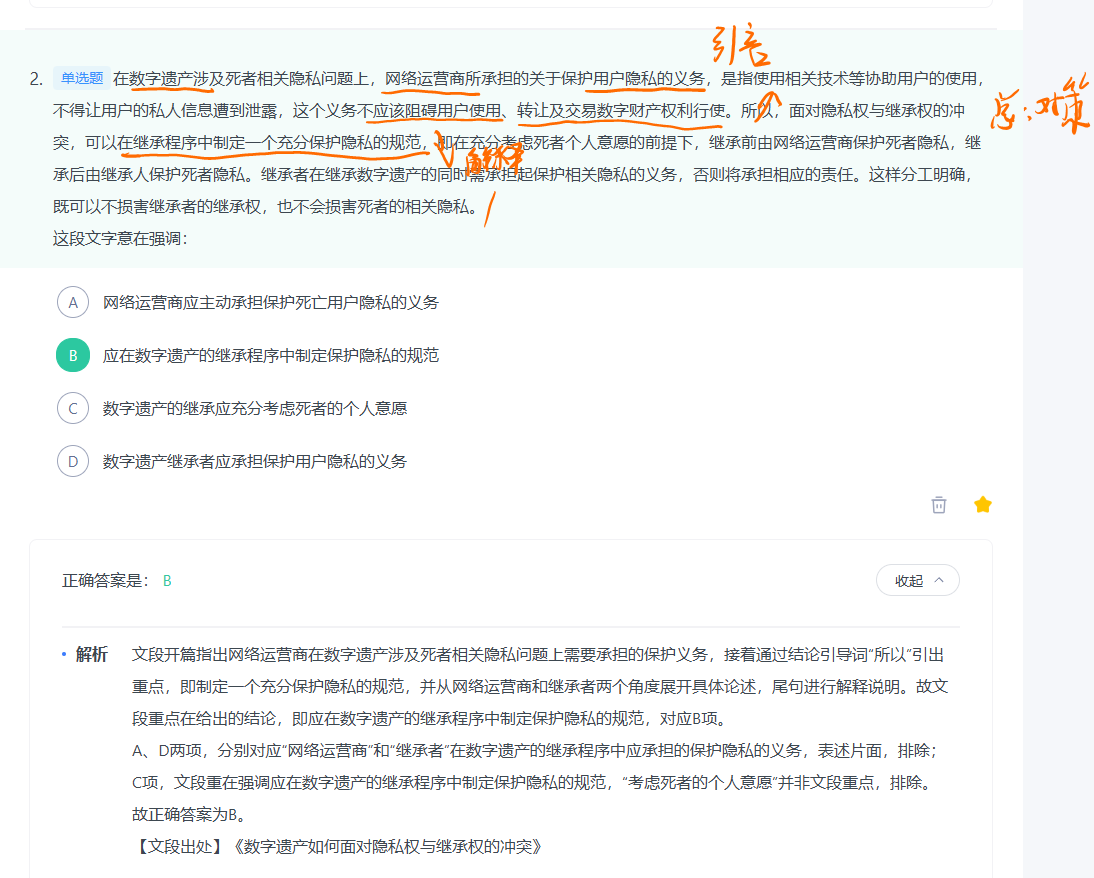 引言
2. 单选题 在数字遗产涉及死者相关隐私问题上，网络运营商所承担的关于保护用户隐私的义务，是指使用相关技术等协助用户的使用，
不得让用户的私人信息遭到泄露，这个义务不应该阻碍用户使用、转让及交易数字财产权利行使。所以，面对隐私权与继承权的冲
总：对策
突，可以在继承程序中制定一个充分保护隐私的规范，即在充分考虑死者个人意愿的前提下，继承前由网络运营商保护死者隐私，继
承后由继承人保护死者隐私。继承者在继承数字遗产的同时需承担起保护相关隐私的义务，否则将承担相应的责任。这样分工明确，
既可以不损害继承者的继承权，也不会损害死者的相关隐私。
这段文字意在强调：
A 网络运营商应主动承担保护死亡用户隐私的义务
B 应在数字遗产的继承程序中制定保护隐私的规范
C 数字遗产的继承应充分考虑死者的个人意愿
D 数字遗产继承者应承担保护用户隐私的义务
正确答案是： B
收起
解析 文段开篇指出网络运营商在数字遗产涉及死者相关隐私问题上需要承担的保护义务，接着通过结论引导词“所以”引出
重点，即制定一个充分保护隐私的规范，并从网络运营商和继承者两个角度展开具体论述，尾句进行解释说明。故文
段重点在给出的结论，即应在数字遗产的继承程序中制定保护隐私的规范，对应B项。
A、D两项，分别对应“网络运营商”和“继承者”在数字遗产的继承程序中应承担的保护隐私的义务，表述片面，排除；
C项，文段重在强调应在数字遗产的继承程序中制定保护隐私的规范，“考虑死者的个人意愿”并非文段重点，排除。
故正确答案为B。
【文段出处】《数字遗产如何面对隐私权与继承权的冲突》